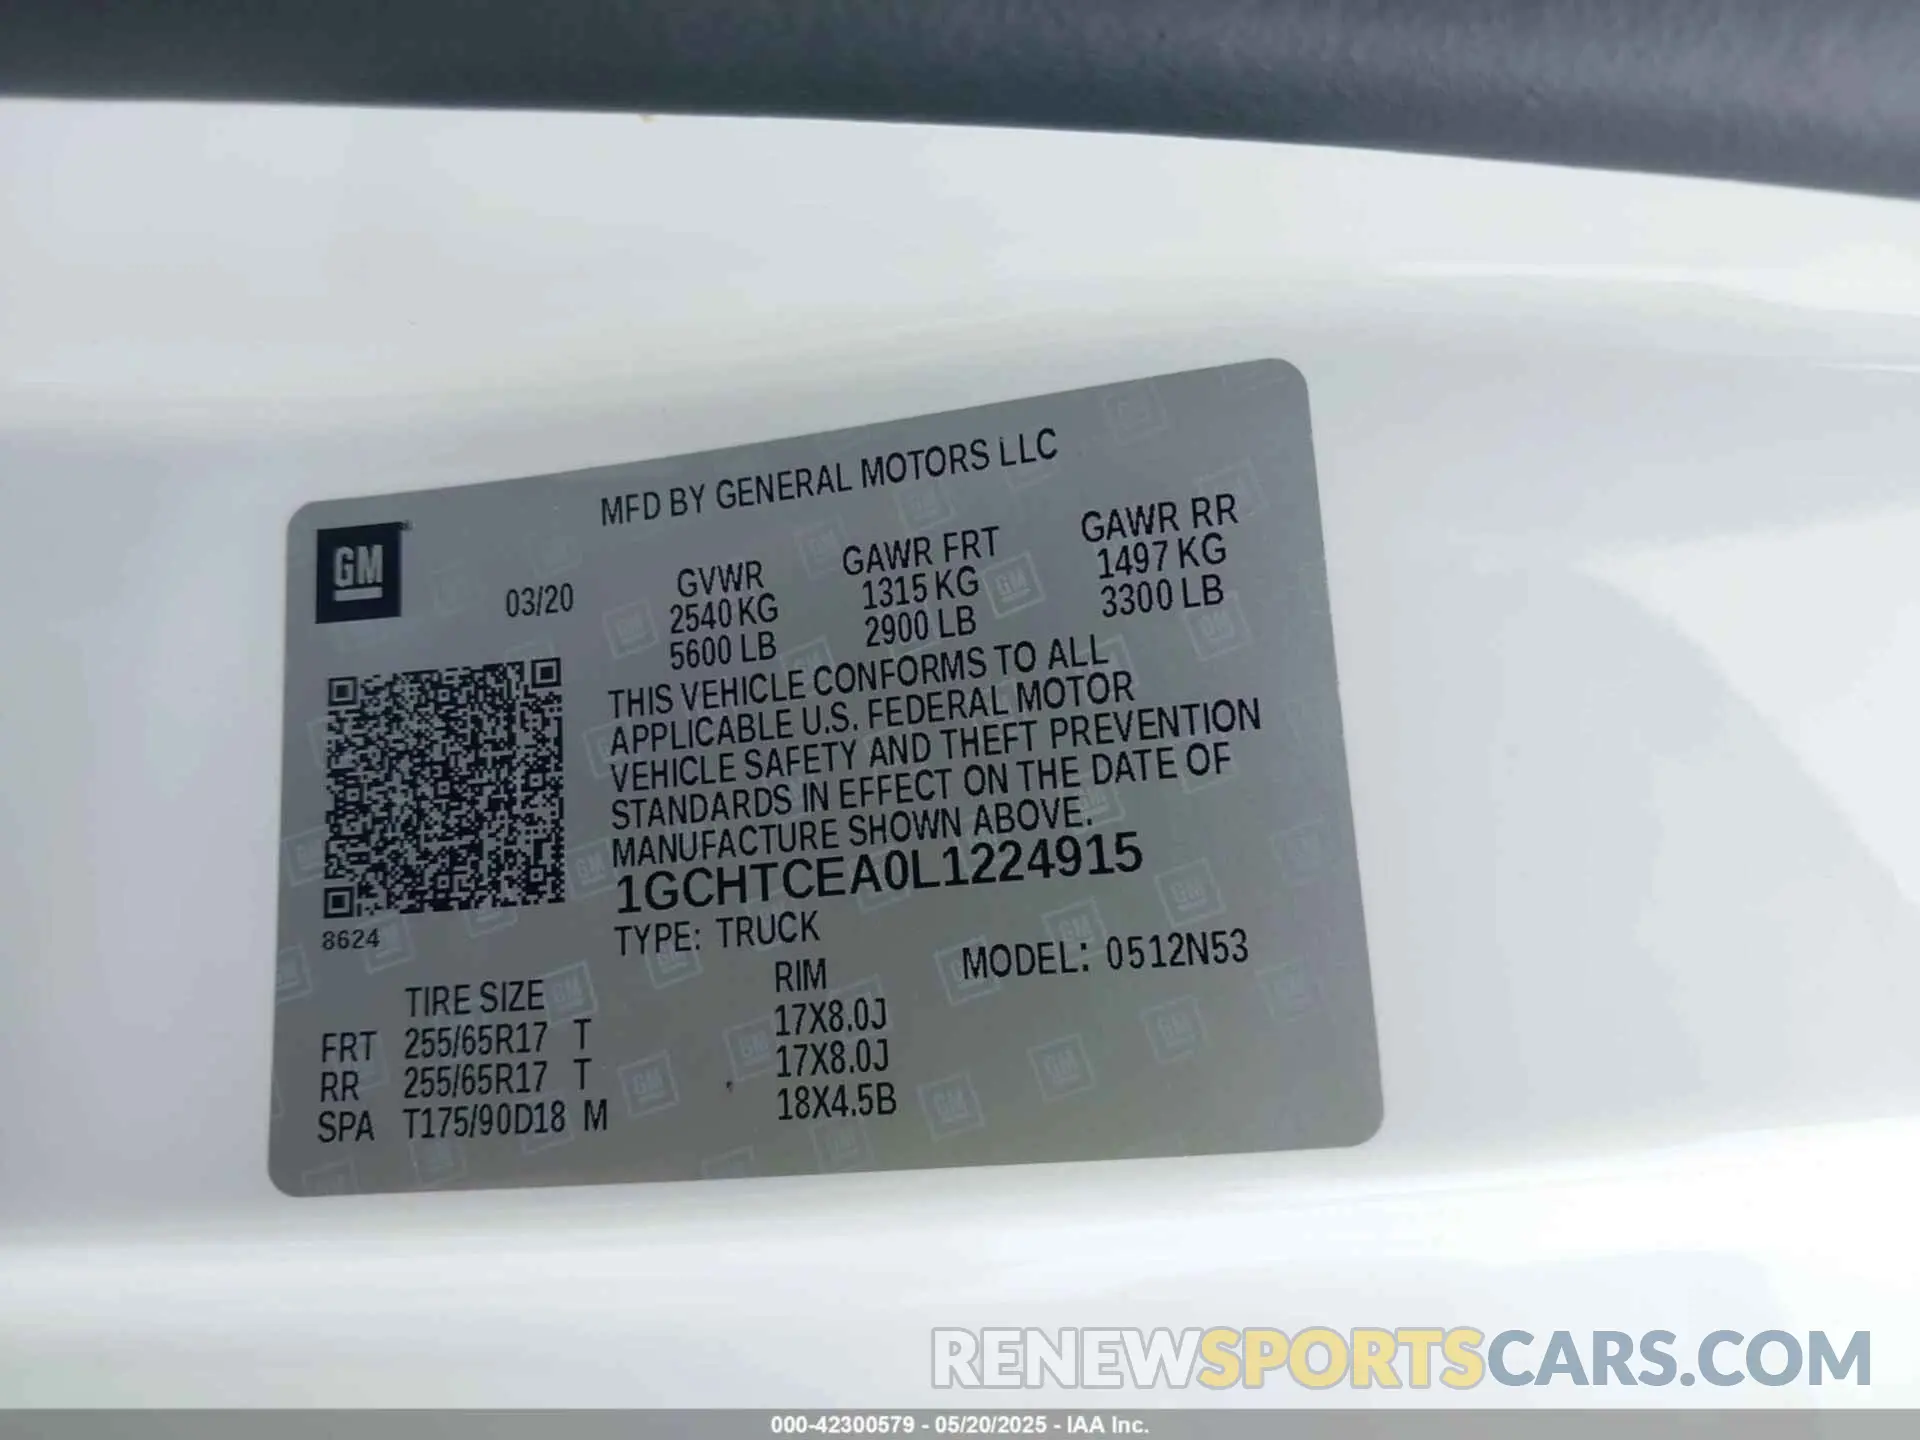 MFD BY GENERAL MOTORS LLC
GM
03/20
GVWR GAWR FRT GAWR RR
2540 KG 1315 KG 1497 KG
5600 LB 2900 LB 3300 LB
THIS VEHICLE CONFORMS TO ALL
APPLICABLE U.S. FEDERAL MOTOR
VEHICLE SAFETY AND THEFT PREVENTION
STANDARDS IN EFFECT ON THE DATE OF
MANUFACTURE SHOWN ABOVE.
1GCHTCEA0L1224915
8624
TYPE: TRUCK MODEL: 0512N53
TIRE SIZE RIM
FRT 255/65R17 T 17X8.0J
RR 255/65R17 T 17X8.0J
SPA T175/90D18 M 18X4.5B
RENEWSPORTSCARS.COM
000-42300579 - 05/20/2025 - IAA Inc.